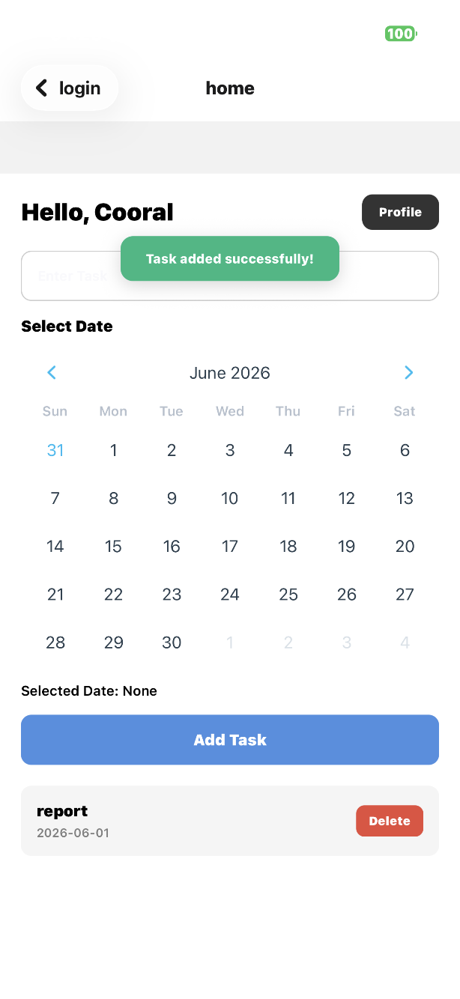 100
login
home
Hello, Cooral
Profile
Task added successfully!
Enter Task
Select Date
June 2026
Sun Mon Tue Wed Thu Fri Sat
31 1 2 3 4 5 6
7 8 9 10 11 12 13
14 15 16 17 18 19 20
21 22 23 24 25 26 27
28 29 30 1 2 3 4
Selected Date: None
Add Task
report
2026-06-01
Delete